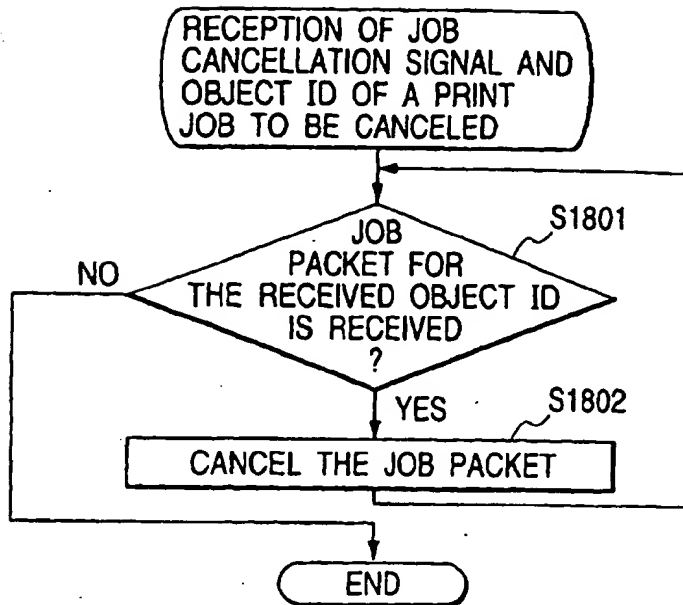 RECEPTION OF JOB
CANCELLATION SIGNAL AND
OBJECT ID OF A PRINT
JOB TO BE CANCELED
S1801
JOB
PACKET FOR
THE RECEIVED OBJECT ID
IS RECEIVED
?
NO
YES
S1802
CANCEL THE JOB PACKET
END